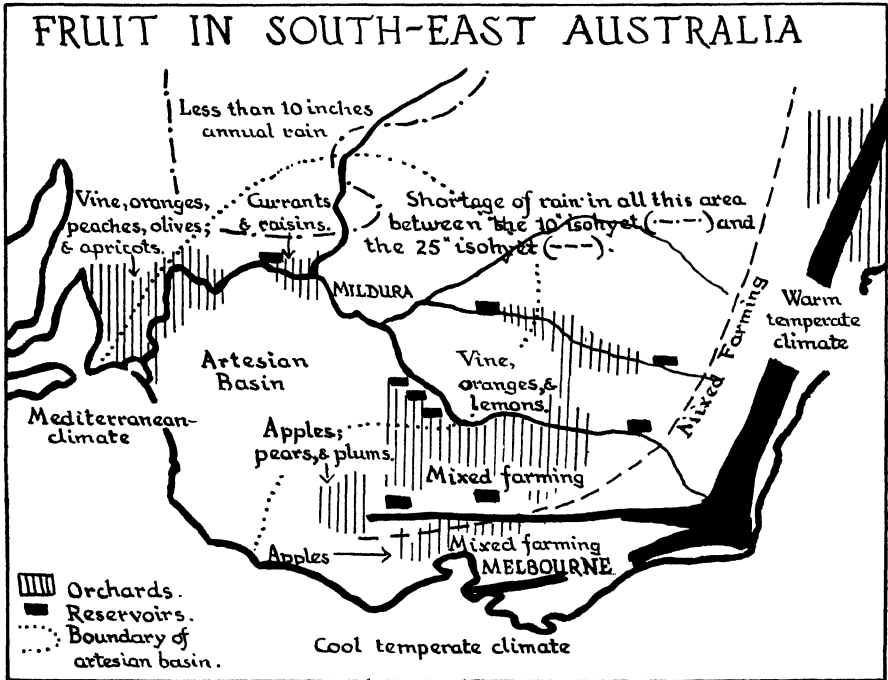 FRUIT IN SOUTH-EAST AUSTRALIA
Less than 10 inches
annual rain
Vine, oranges,
peaches, olives;
& apricots.
Currants
& raisins.
Shortage of rain in all this area
between the 10" isohyet (-·-·-) and
the 25" isohyet (---).
MILDURA
Warm
temperate
climate
Mixed Farming
Artesian
Basin
Vine,
oranges, &
lemons.
Mediterranean-
climate
Apples;
pears, & plums.
Mixed farming
Apples
Mixed farming
MELBOURNE
Orchards.
Reservoirs.
Boundary of
artesian basin.
Cool temperate climate